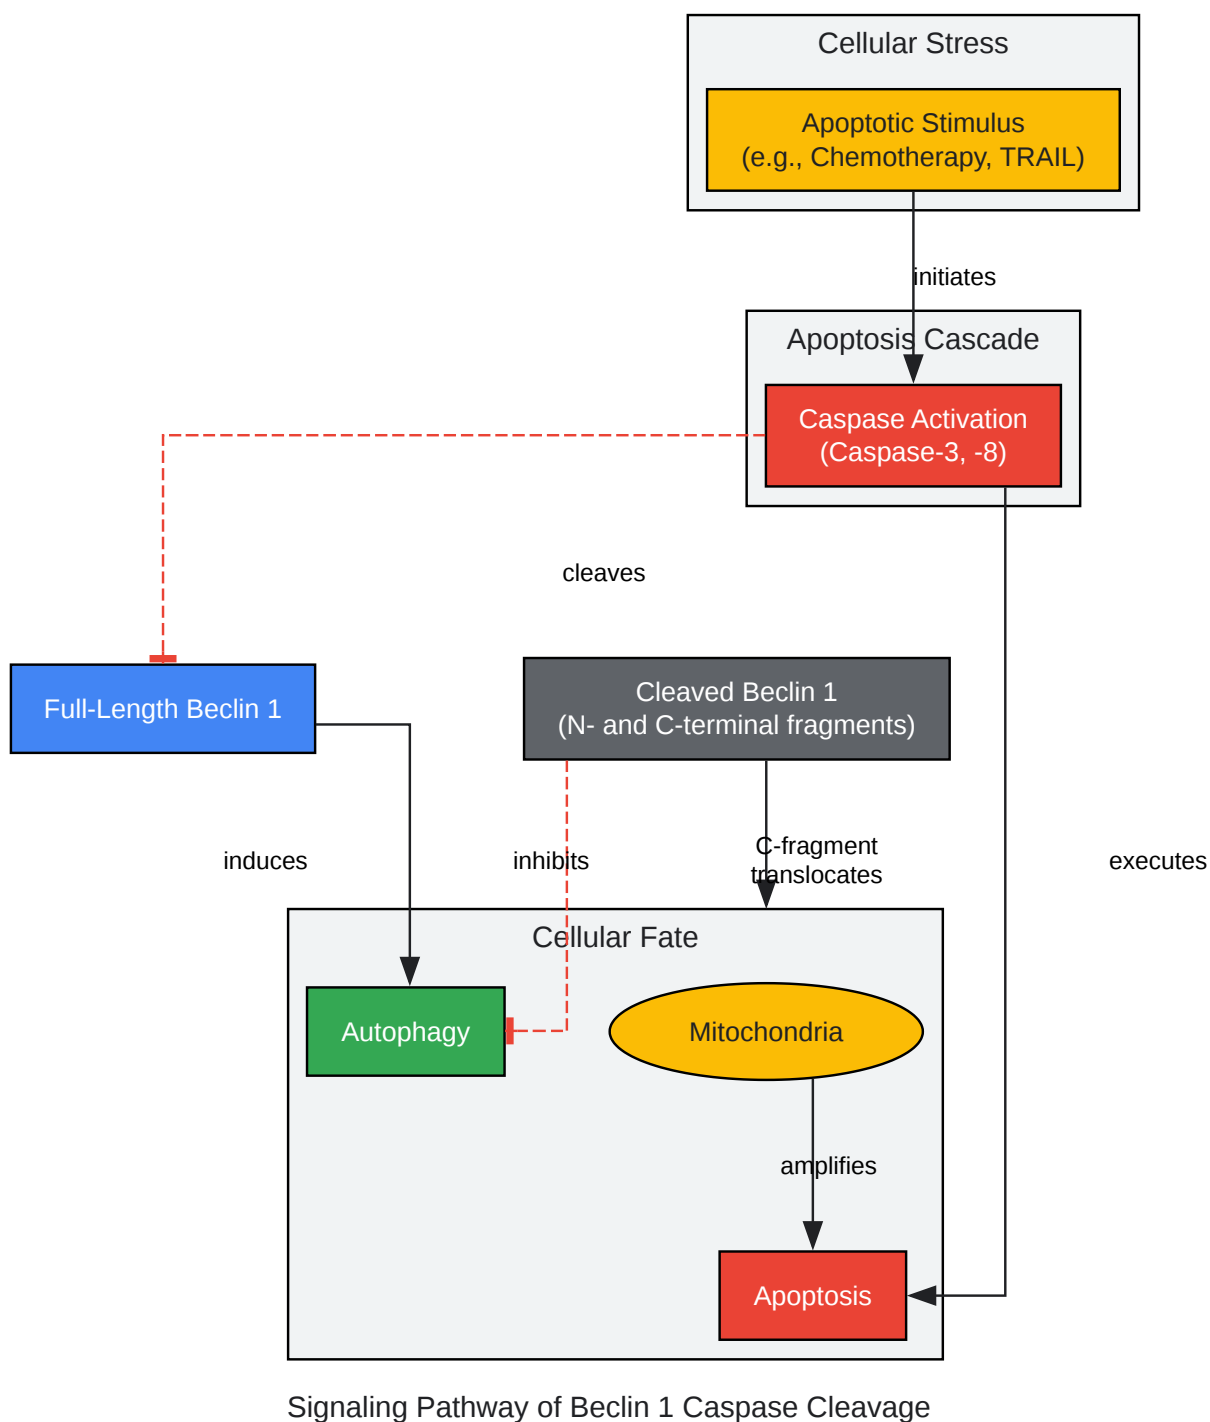 Cellular Stress
Apoptotic Stimulus
(e.g., Chemotherapy, TRAIL)
initiates
Apoptosis Cascade
Caspase Activation
(Caspase-3, -8)
cleaves
Full-Length Beclin 1
Cleaved Beclin 1
(N- and C-terminal fragments)
induces
inhibits
C-fragment
translocates
executes
Cellular Fate
Autophagy
Mitochondria
amplifies
Apoptosis
Signaling Pathway of Beclin 1 Caspase Cleavage